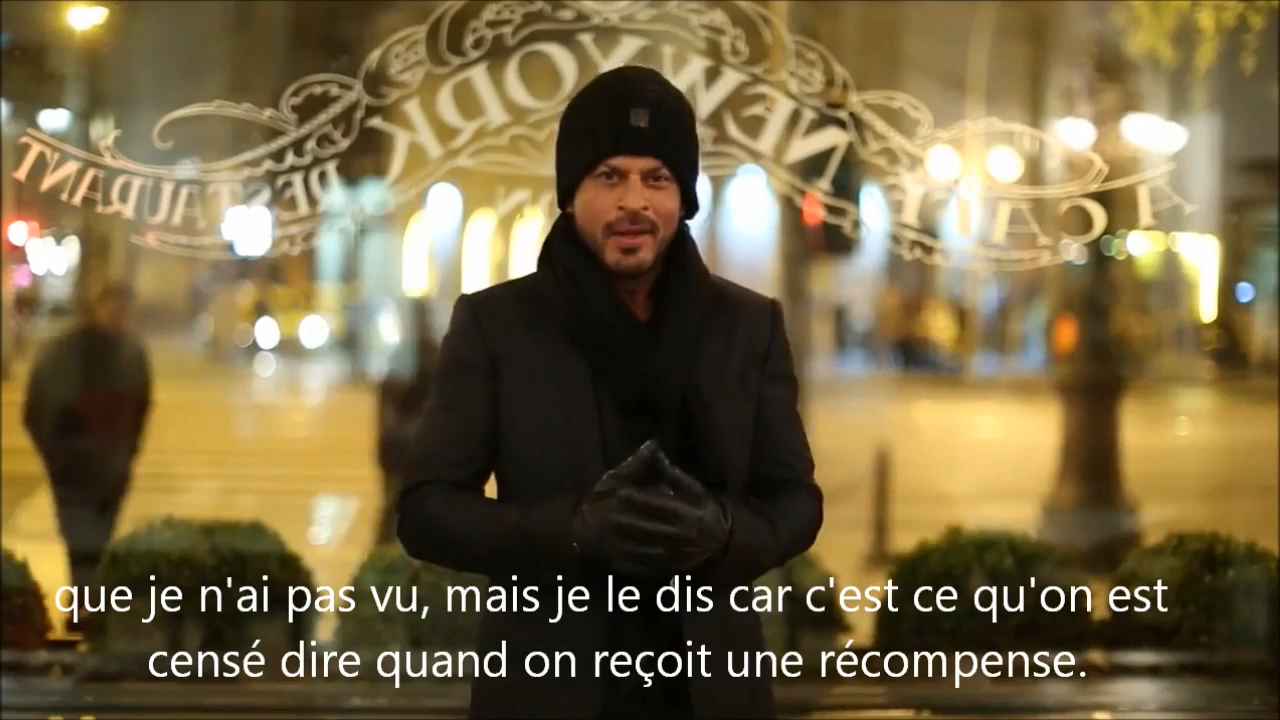 NEW YORK
RESTAURANT
CAFE
que je n'ai pas vu, mais je le dis car c'est ce qu'on est
censé dire quand on reçoit une récompense.